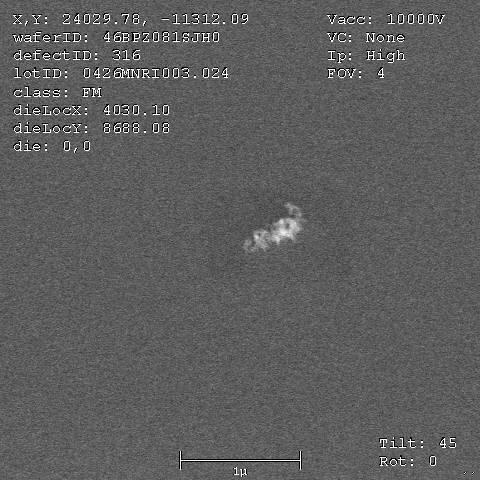 X,Y: 24029.78, -11312.09
waferID: 46BPZ081SJH0
defectID: 316
lotID: 0426MNRI003.024
class: FM
dieLocX: 4030.10
dieLocY: 8688.08
die: 0,0
Vacc: 10000V
VC: None
Ip: High
FOV: 4
Tilt: 45
Rot: 0
1µ